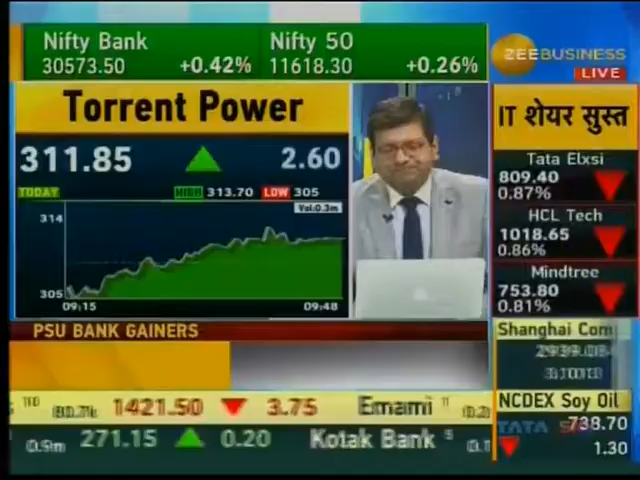 Nifty Bank
30573.50 +0.42%
Nifty 50
11618.30 +0.26%
ZEEBUSINESS
LIVE
Torrent Power
311.85 2.60
TODAY HIGH 313.70 LOW 305
Vol:0.3m
314
305
09:15 09:48
IT शेयर सुस्त
Tata Elxsi
809.40
0.87%
HCL Tech
1018.65
0.86%
Mindtree
753.80
0.81%
PSU BANK GAINERS
Shanghai Com
NCDEX Soy Oil
738.70
1.30
1421.50 3.75 Emami
271.15 0.20 Kotak Bank
TATA